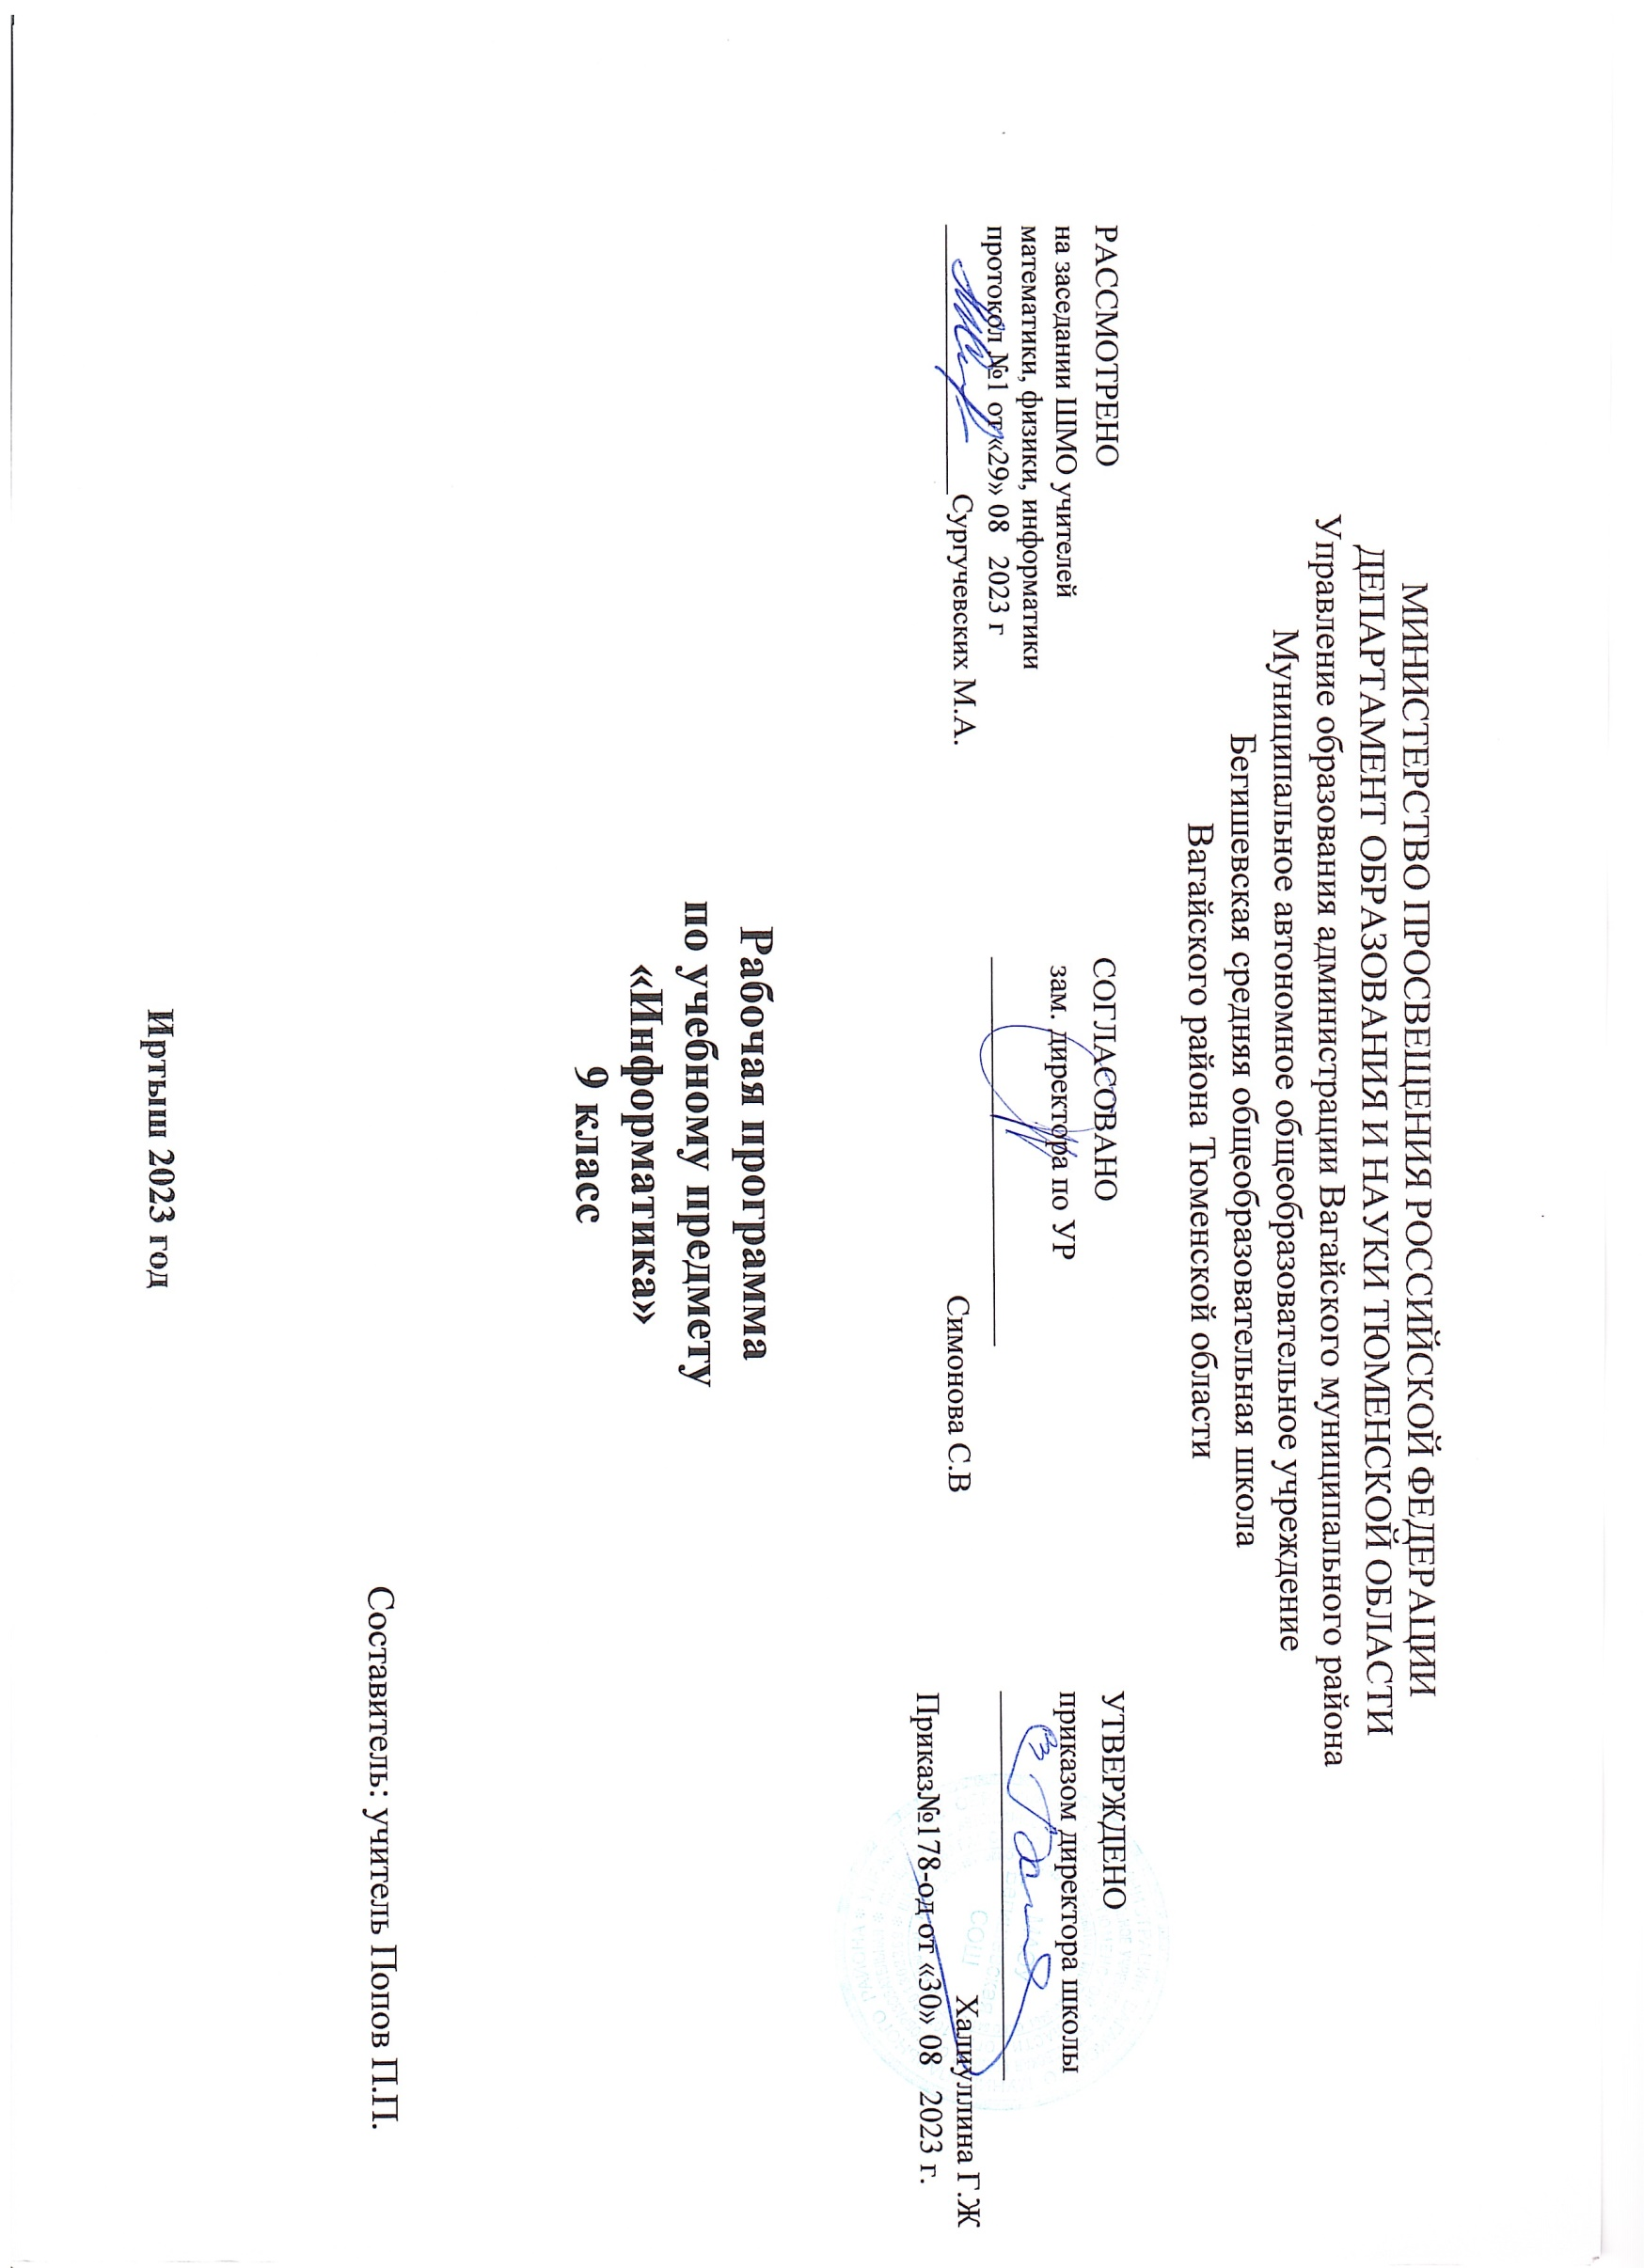 МИНИСТЕРСТВО ПРОСВЕЩЕНИЯ РОССИЙСКОЙ ФЕДЕРАЦИИ
ДЕПАРТАМЕНТ ОБРАЗОВАНИЯ И НАУКИ ТЮМЕНСКОЙ ОБЛАСТИ
Управление образования администрации Вагайского муниципального района
Муниципальное автономное общеобразовательное учреждение
Бегишевская средняя общеобразовательная школа
Вагайского района Тюменской области
РАССМОТРЕНО
на заседании ШМО учителей
математики, физики, информатики
протокол №1 от «29» 08 2023 г
Сургучевских М.А.
СОГЛАСОВАНО
зам. директора по УР
Симонова С.В
УТВЕРЖДЕНО
приказом директора школы
Халиуллина Г.Ж
Приказ№178-од от «30» 08 2023 г.
СОШ
Рабочая программа
по учебному предмету
«Информатика»
9 класс
Составитель: учитель Попов П.П.
Иртыш 2023 год